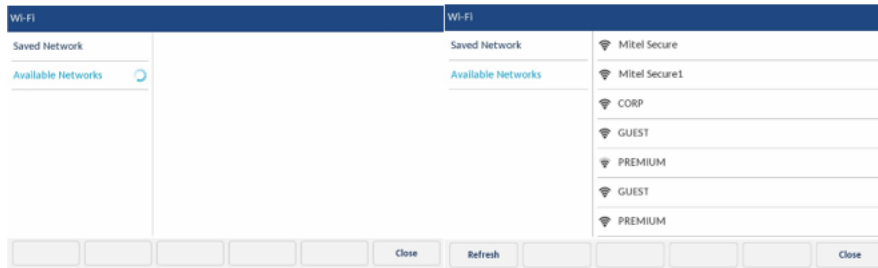 Wi-Fi
Saved Network
Available Networks
Close
Wi-Fi
Saved Network
Available Networks
Mitel Secure
Mitel Secure1
CORP
GUEST
PREMIUM
GUEST
PREMIUM
Refresh
Close